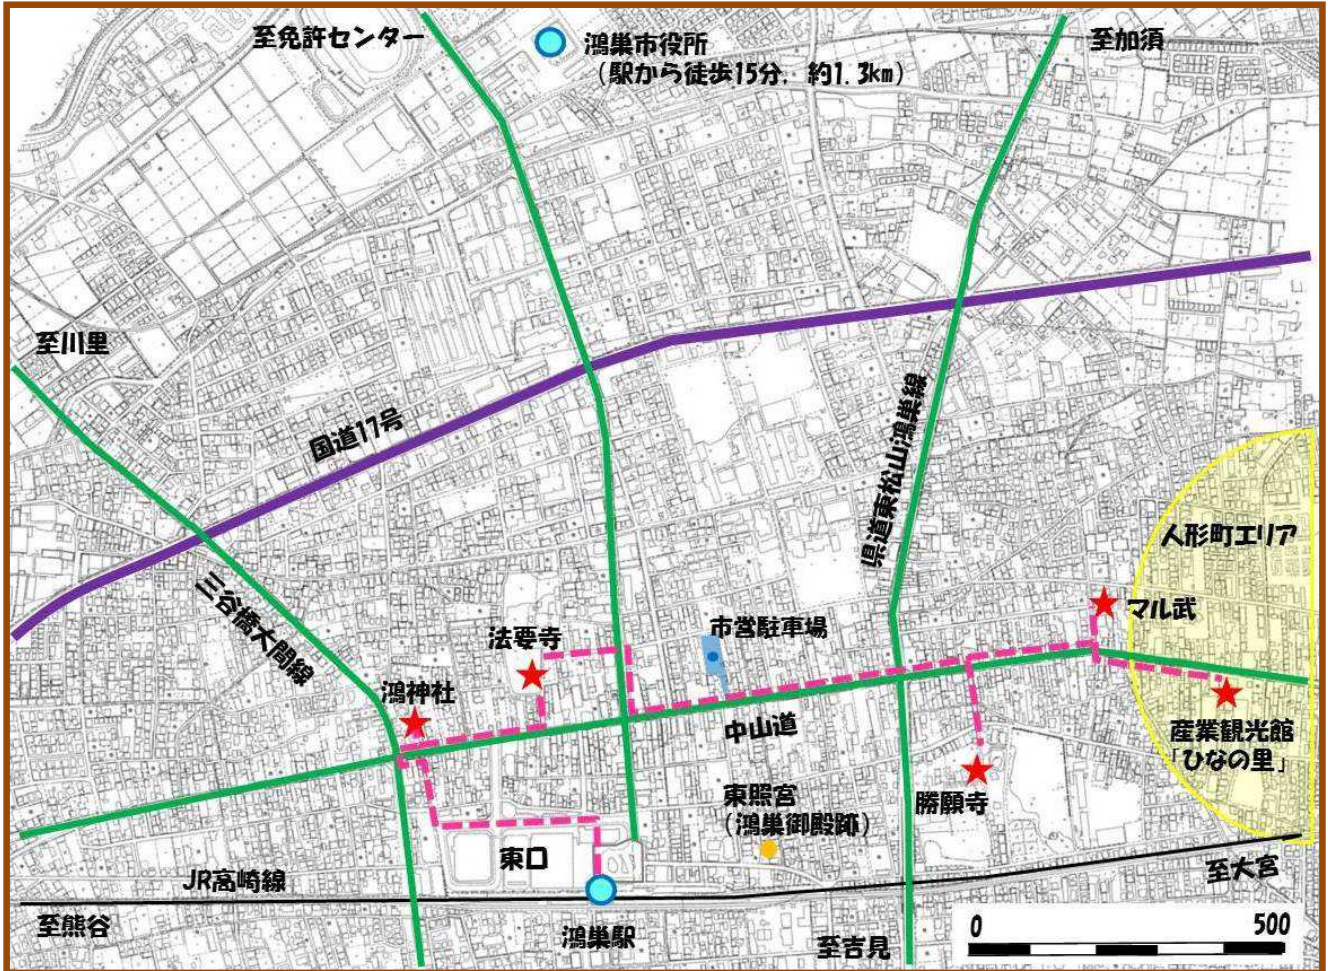 至免許センター
鴻巣市役所
（駅から徒歩15分、約1.3km）
至加須
至川里
国道17号
県道東松山鴻巣線
人形町エリア
三谷橋大間線
マル武
市営駐車場
法要寺
鴻神社
中山道
産業観光館
「ひなの里」
東照宮
（鴻巣御殿跡）
勝願寺
東口
JR高崎線
至大宮
至熊谷
鴻巣駅
至吉見
0
500